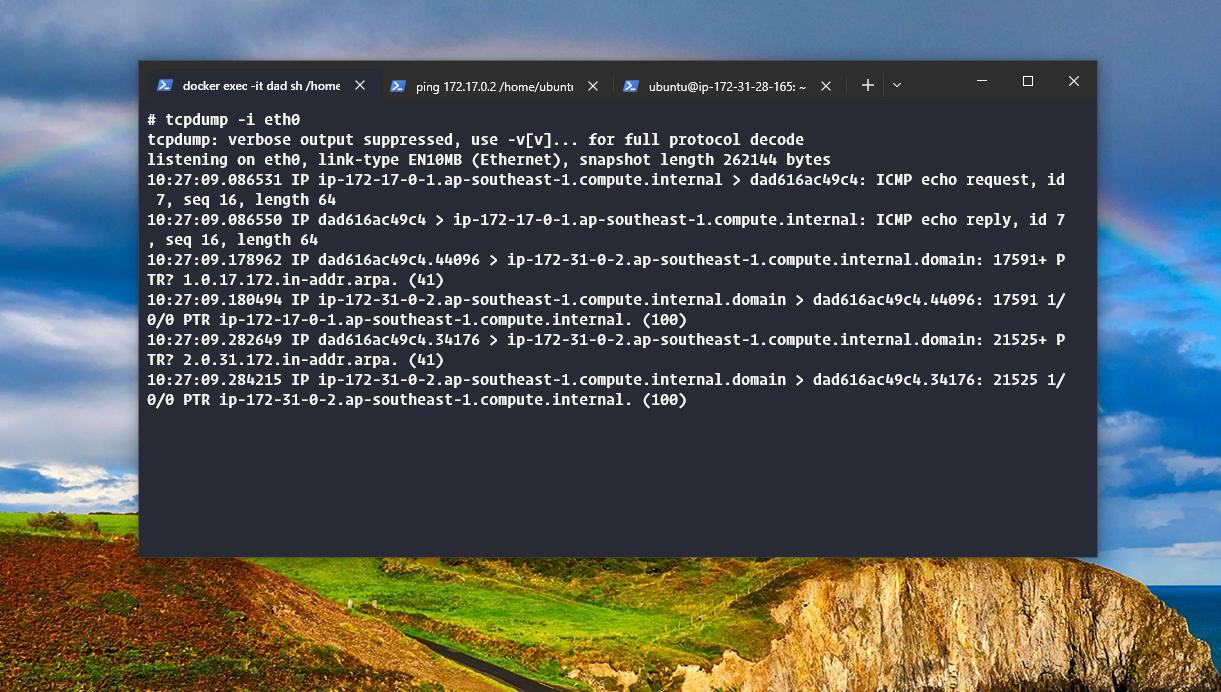 docker exec -it dad sh /home
ping 172.17.0.2 /home/ubunt
ubuntu@ip-172-31-28-165: ~
# tcpdump -i eth0
tcpdump: verbose output suppressed, use -v[v]... for full protocol decode
listening on eth0, link-type EN10MB (Ethernet), snapshot length 262144 bytes
10:27:09.086531 IP ip-172-17-0-1.ap-southeast-1.compute.internal > dad616ac49c4: ICMP echo request, id
 7, seq 16, length 64
10:27:09.086550 IP dad616ac49c4 > ip-172-17-0-1.ap-southeast-1.compute.internal: ICMP echo reply, id 7
, seq 16, length 64
10:27:09.178962 IP dad616ac49c4.44096 > ip-172-31-0-2.ap-southeast-1.compute.internal.domain: 17591+ P
TR? 1.0.17.172.in-addr.arpa. (41)
10:27:09.180494 IP ip-172-31-0-2.ap-southeast-1.compute.internal.domain > dad616ac49c4.44096: 17591 1/
0/0 PTR ip-172-17-0-1.ap-southeast-1.compute.internal. (100)
10:27:09.282649 IP dad616ac49c4.34176 > ip-172-31-0-2.ap-southeast-1.compute.internal.domain: 21525+ P
TR? 2.0.31.172.in-addr.arpa. (41)
10:27:09.284215 IP ip-172-31-0-2.ap-southeast-1.compute.internal.domain > dad616ac49c4.34176: 21525 1/
0/0 PTR ip-172-31-0-2.ap-southeast-1.compute.internal. (100)